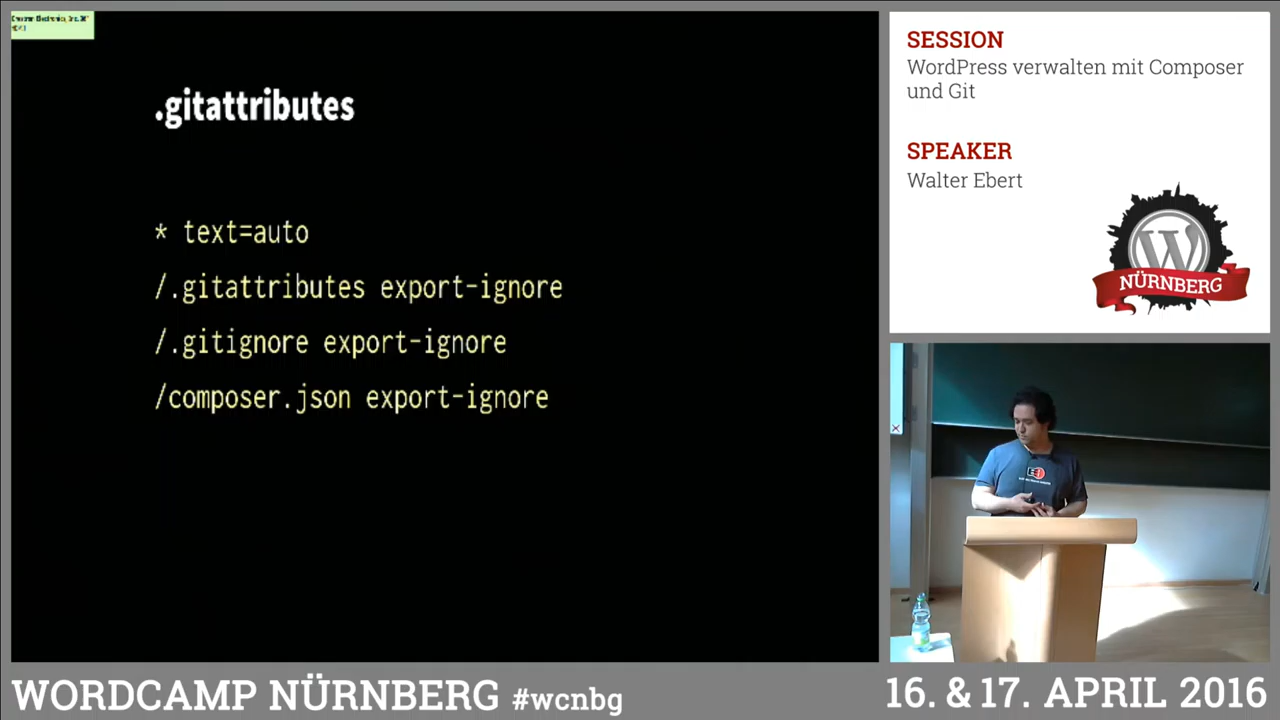 .gitattributes
* text=auto
/.gitattributes export-ignore
/.gitignore export-ignore
/composer.json export-ignore
SESSION
WordPress verwalten mit Composer
und Git
SPEAKER
Walter Ebert
W
NÜRNBERG
WORDCAMP NÜRNBERG #wcnbg
16. & 17. APRIL 2016